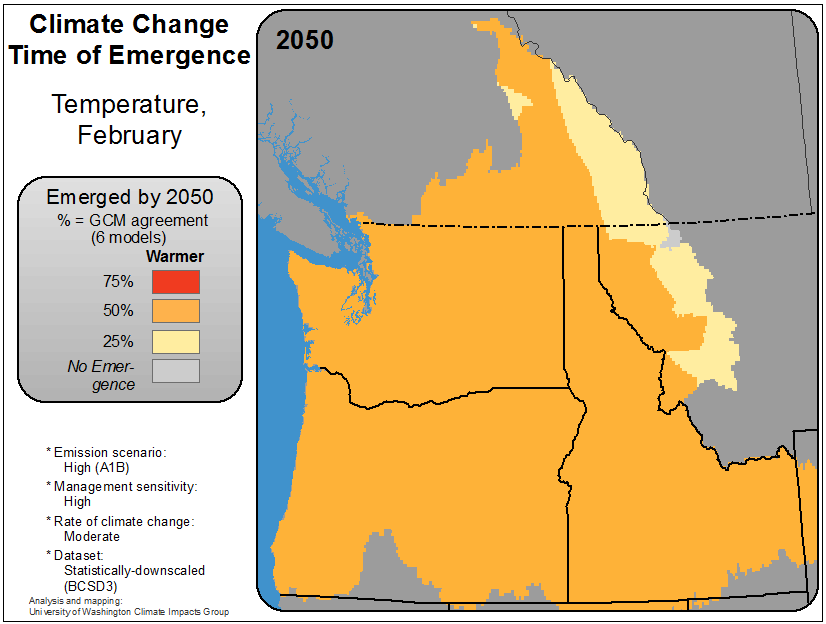 Climate Change
Time of Emergence
Temperature,
February
2050
Emerged by 2050
% = GCM agreement
(6 models)
Warmer
75%
50%
25%
No Emer-
gence
* Emission scenario:
High (A1B)
* Management sensitivity:
High
* Rate of climate change:
Moderate
* Dataset:
Statistically-downscaled
(BCSD3)
Analysis and mapping:
University of Washington Climate Impacts Group